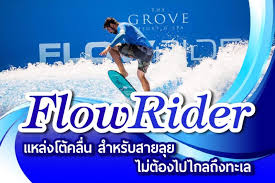 THE
GROVE
RESORT & SPA
FlowRider
แหล่งโต้คลื่น สำหรับสายลุย
ไม่ต้องไปไกลถึงทะเล